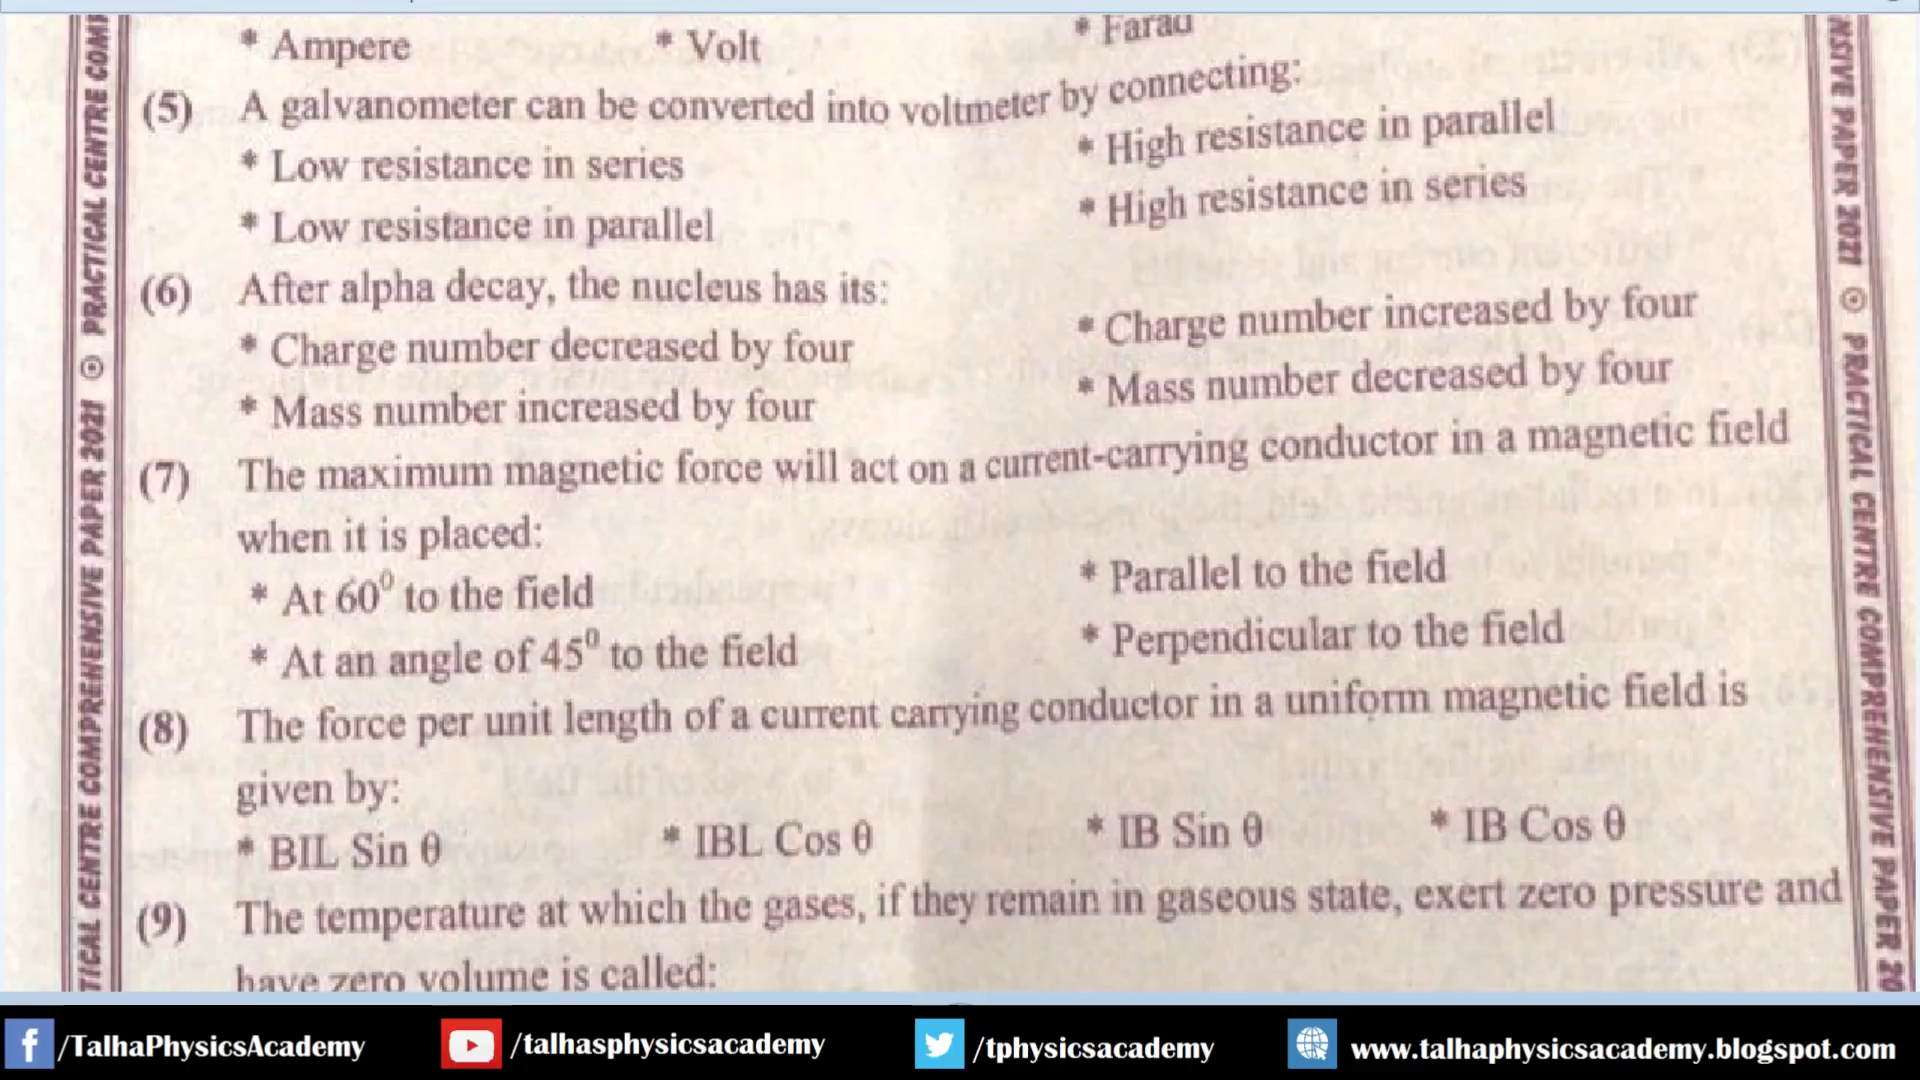 * Ampere * Volt * Farad
(5) A galvanometer can be converted into voltmeter by connecting:
* Low resistance in series * High resistance in parallel
* Low resistance in parallel * High resistance in series
(6) After alpha decay, the nucleus has its:
* Charge number decreased by four * Charge number increased by four
* Mass number increased by four * Mass number decreased by four
(7) The maximum magnetic force will act on a current-carrying conductor in a magnetic field
when it is placed:
* At 60⁰ to the field * Parallel to the field
* At an angle of 45⁰ to the field * Perpendicular to the field
(8) The force per unit length of a current carrying conductor in a uniform magnetic field is
given by:
* BIL Sin θ * IBL Cos θ * IB Sin θ * IB Cos θ
(9) The temperature at which the gases, if they remain in gaseous state, exert zero pressure and
have zero volume is called:
TICAL CENTRE COMPREHENSIVE PAPER 2021 ⊙ PRACTICAL CENTRE COM
NSIVE PAPER 2021 ⊙ PRACTICAL CENTRE COMPREHENSIVE PAPER 20
/TalhaPhysicsAcademy /talhasphysicsacademy /tphysicsacademy www.talhaphysicsacademy.blogspot.com